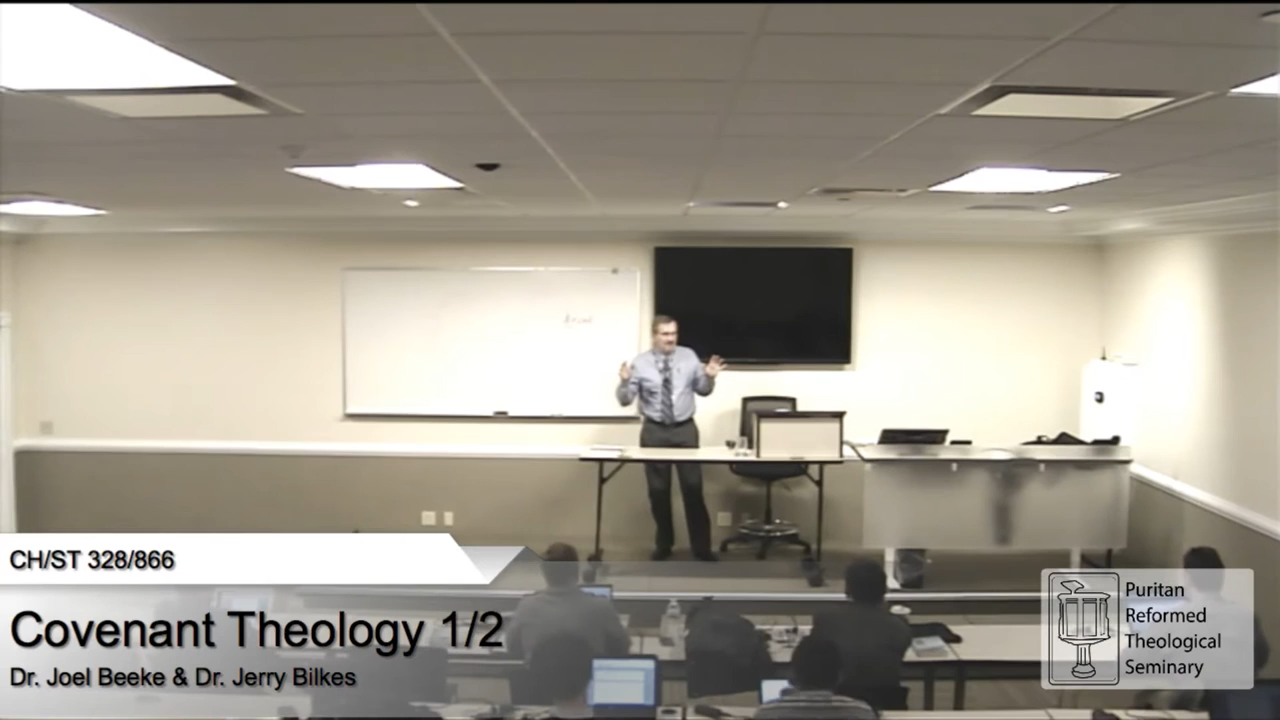 CH/ST 328/866
Covenant Theology 1/2
Dr. Joel Beeke & Dr. Jerry Bilkes
Puritan
Reformed
Theological
Seminary